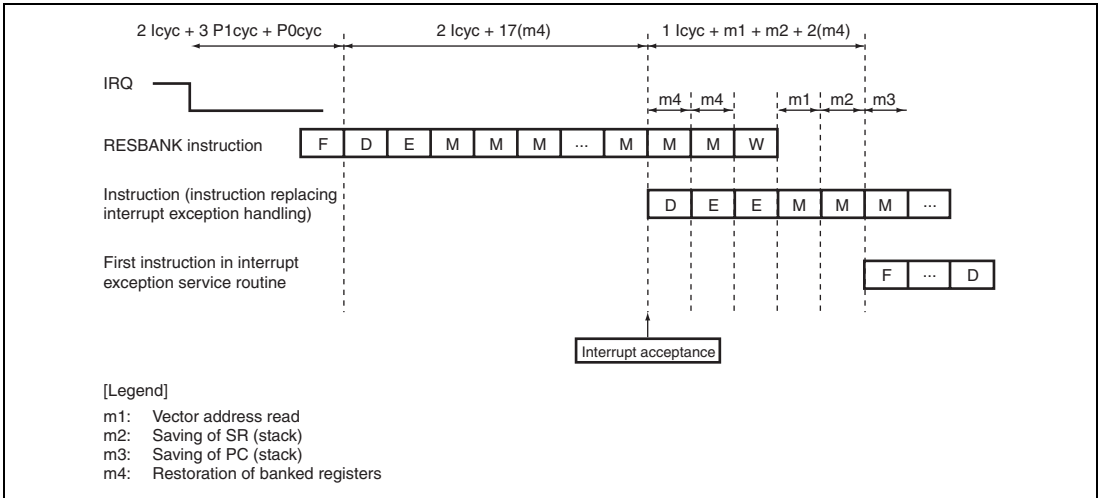 2 Icyc + 3 P1cyc + P0cyc 2 Icyc + 17(m4) 1 Icyc + m1 + m2 + 2(m4)
IRQ
m4 m4 m1 m2 m3
RESBANK instruction F D E M M M ... M M M W
Instruction (instruction replacing
interrupt exception handling) D E E M M M ...
First instruction in interrupt
exception service routine F ... D
Interrupt acceptance
[Legend]
m1: Vector address read
m2: Saving of SR (stack)
m3: Saving of PC (stack)
m4: Restoration of banked registers